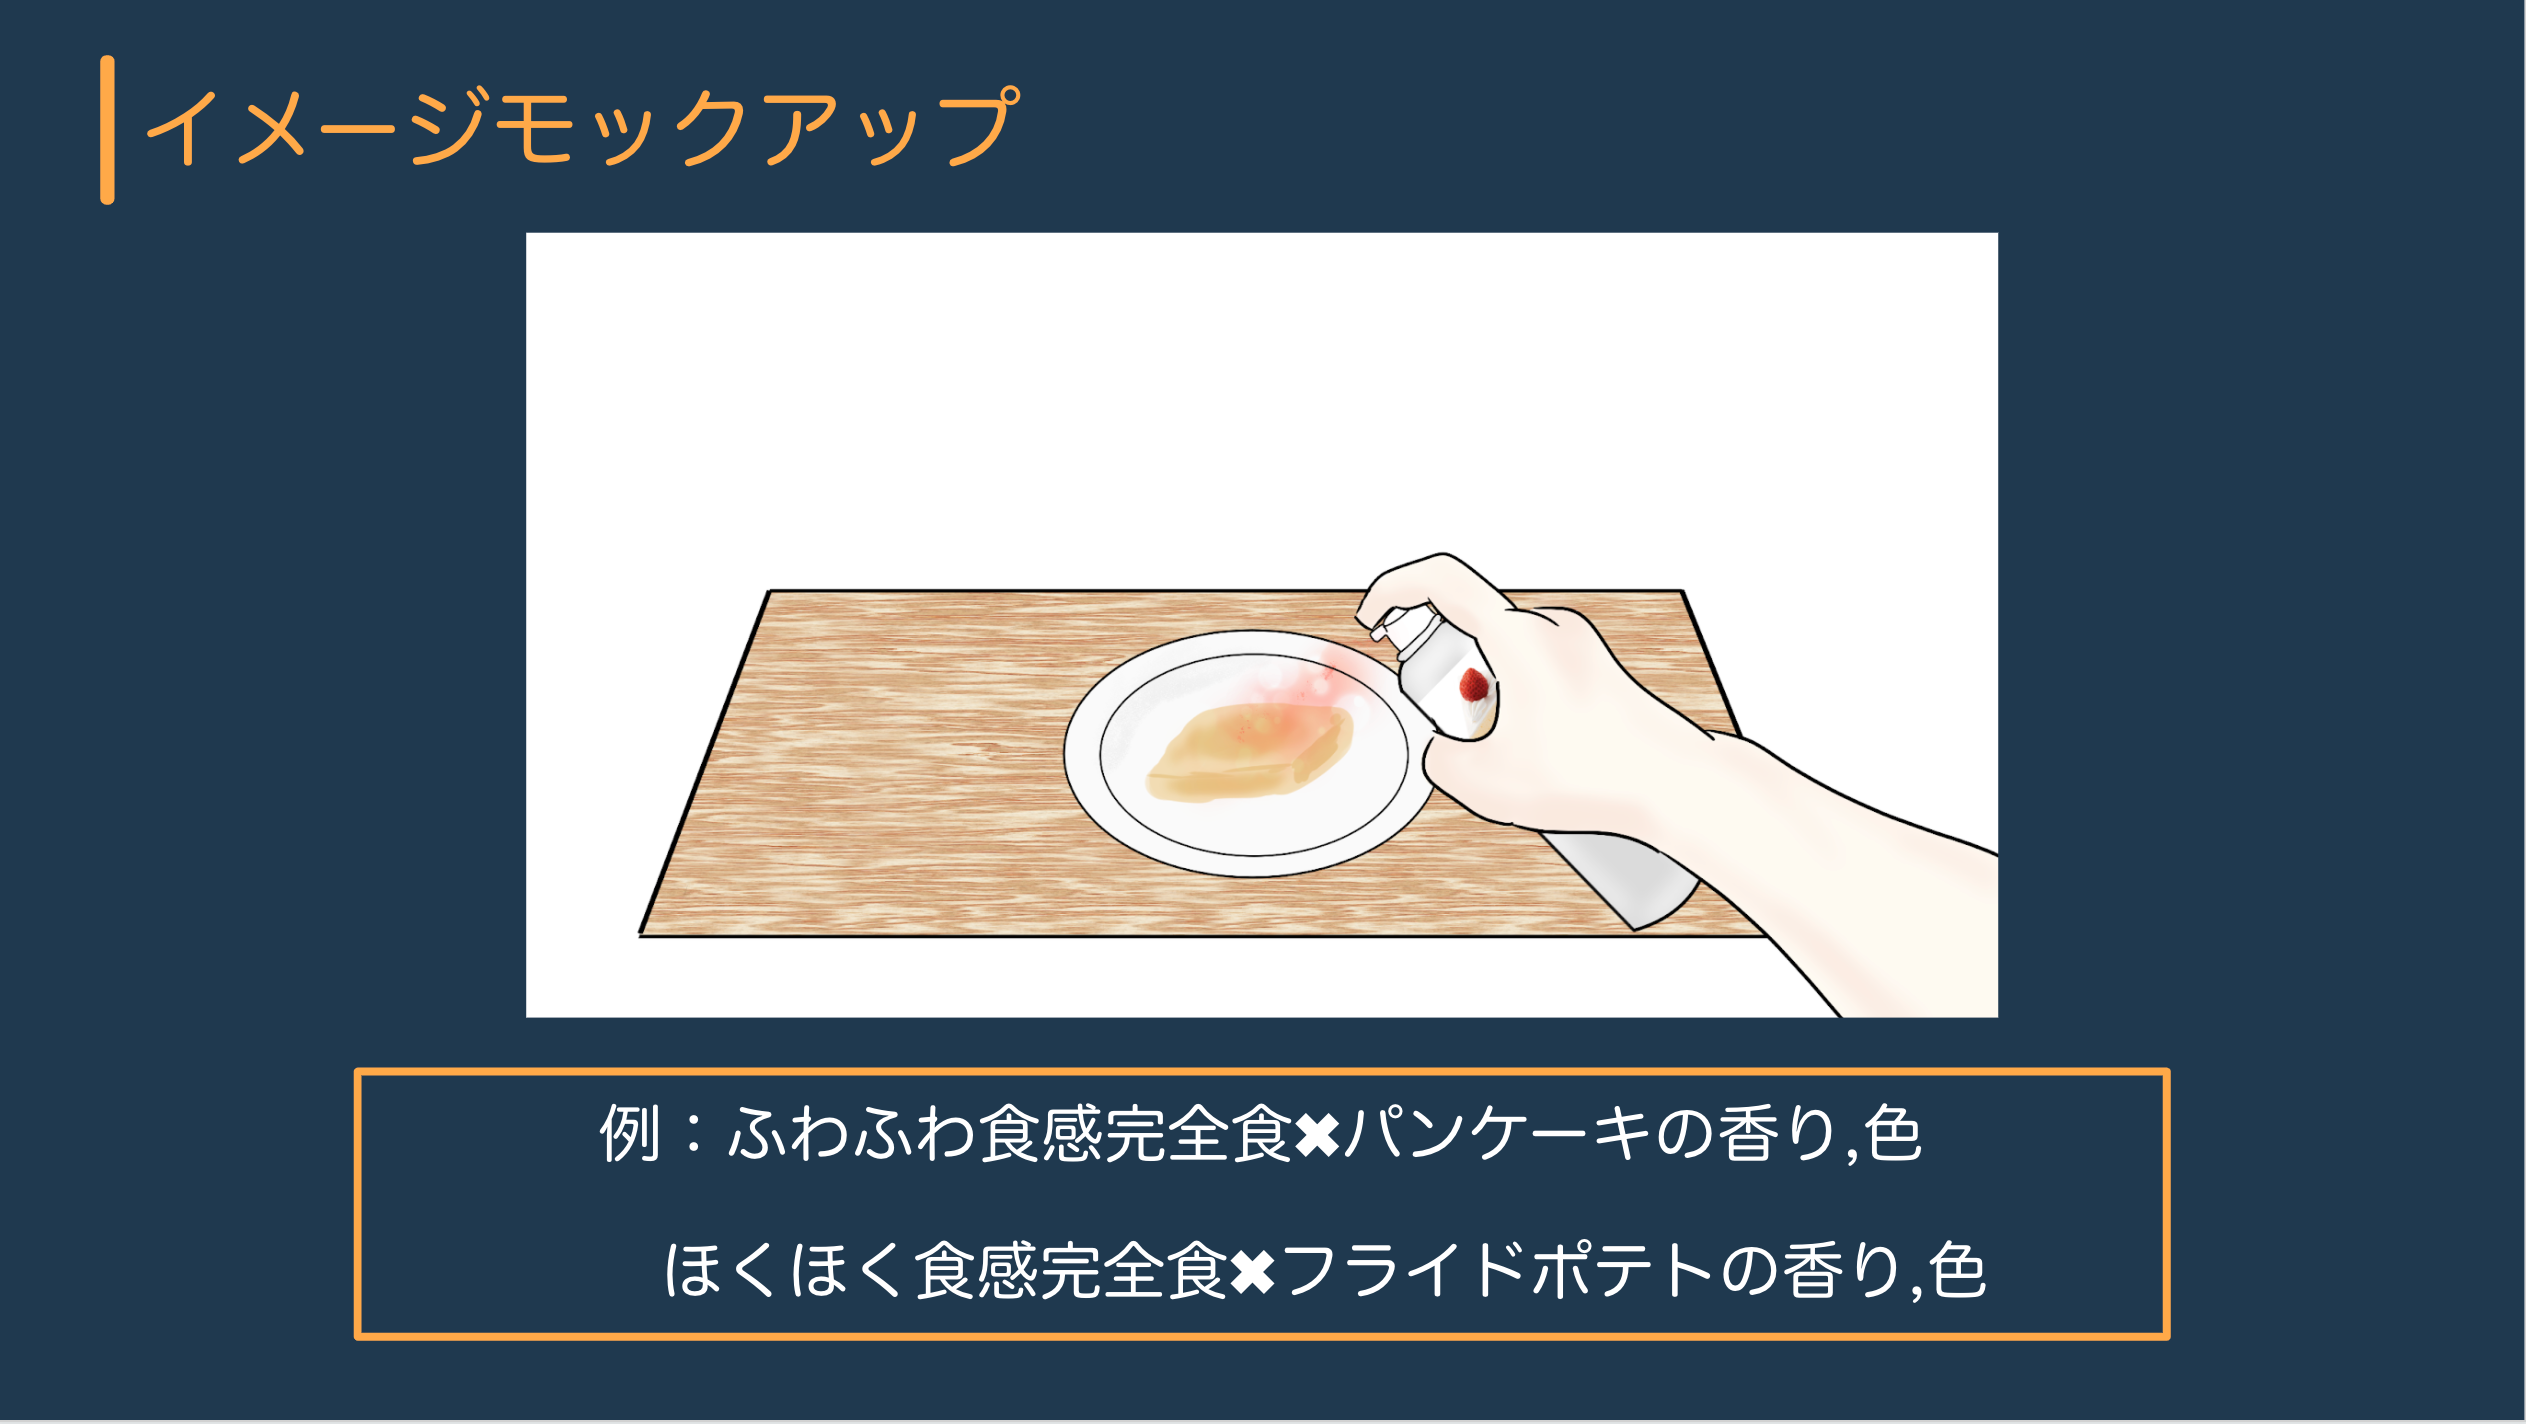 イメージモックアップ
例：ふわふわ食感完全食✖パンケーキの香り,色
ほくほく食感完全食✖フライドポテトの香り,色